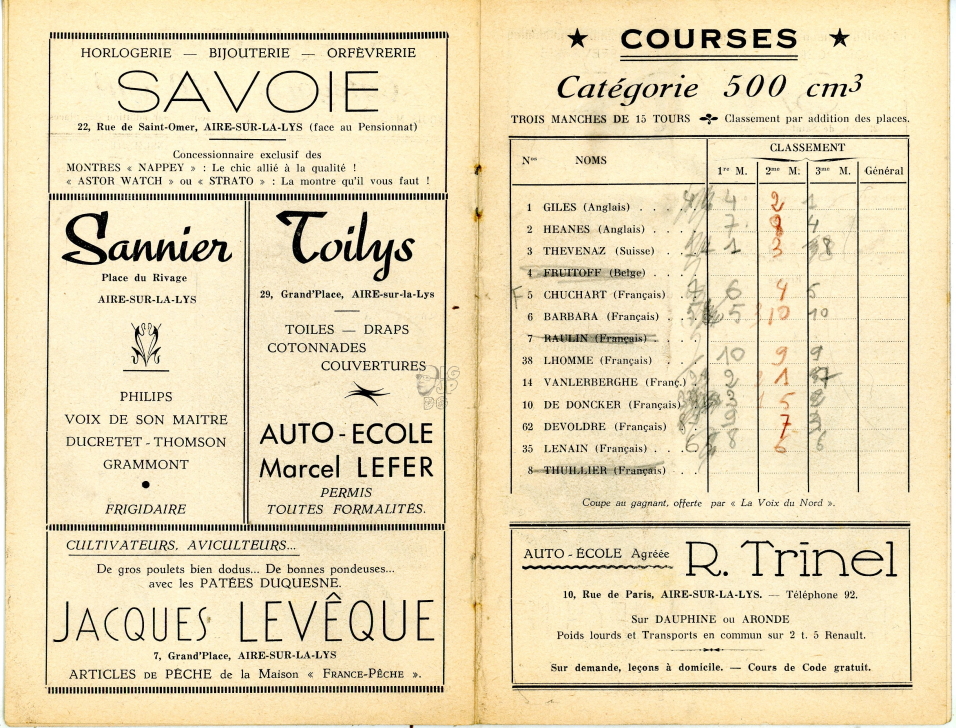 HORLOGERIE — BIJOUTERIE — ORFÈVRERIE
SAVOIE
22, Rue de Saint-Omer, AIRE-SUR-LA-LYS (face au Pensionnat)
Concessionnaire exclusif des
MONTRES « NAPPEY » : Le chic allié à la qualité !
« ASTOR WATCH » ou « STRATO » : La montre qu'il vous faut !
Sannier
Place du Rivage
AIRE-SUR-LA-LYS
PHILIPS
VOIX DE SON MAITRE
DUCRETET - THOMSON
GRAMMONT
FRIGIDAIRE
Toilys
29, Grand'Place, AIRE-sur-la-Lys
TOILES — DRAPS
COTONNADES
COUVERTURES
AUTO - ECOLE
Marcel LEFER
PERMIS
TOUTES FORMALITÉS.
CULTIVATEURS, AVICULTEURS...
De gros poulets bien dodus... De bonnes pondeuses...
avec les PATÉES DUQUESNE.
JACQUES LEVÊQUE
7, Grand'Place, AIRE-SUR-LA-LYS
ARTICLES DE PÊCHE de la Maison « FRANCE-PÊCHE ».
★ COURSES ★
Catégorie 500 cm3
TROIS MANCHES DE 15 TOURS Classement par addition des places.
Nos NOMS CLASSEMENT
1re M. 2me M. 3me M. Général
1 GILES (Anglais) . . . 4 2 1
2 HEANES (Anglais) . . . 7 8 4
3 THEVENAZ (Suisse) . . 1 3
4 FRUITOFF (Belge) . . .
5 CHUCHART (Français) . . 6 4 5
6 BARBARA (Français) . . . 5 10 10
7 RAULIN (Français) . . .
38 LHOMME (Français) . . . 10 9 9
14 VANLERBERGHE (Franç.) . 2 1 7
10 DE DONCKER (Français) 3 5 2
62 DEVOLDRE (Français) . . 7 3
35 LENAIN (Français) . . . 8 6 6
8 THUILLIER (Français) . .
Coupe au gagnant, offerte par « La Voix du Nord ».
AUTO - ÉCOLE Agréée R. Trinel
10, Rue de Paris, AIRE-SUR-LA-LYS. — Téléphone 92.
Sur DAUPHINE ou ARONDE
Poids lourds et Transports en commun sur 2 t. 5 Renault.
Sur demande, leçons à domicile. — Cours de Code gratuit.